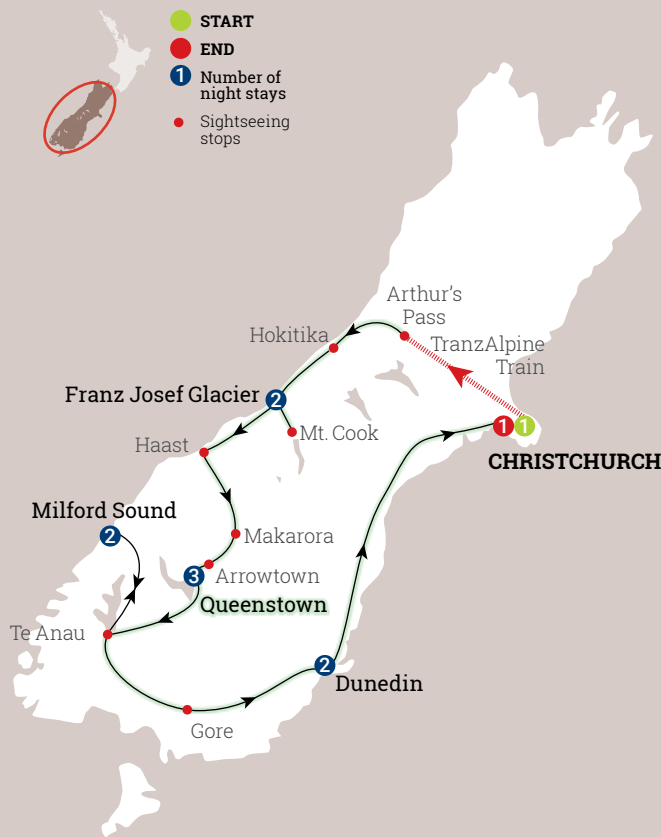 START
END
1 Number of
night stays
Sightseeing
stops
Arthur's
Pass
Hokitika
TranzAlpine
Train
Franz Josef Glacier 2
Mt. Cook
1 1
CHRISTCHURCH
Haast
Milford Sound
2
Makarora
3 Arrowtown
Queenstown
Te Anau
2
Dunedin
Gore